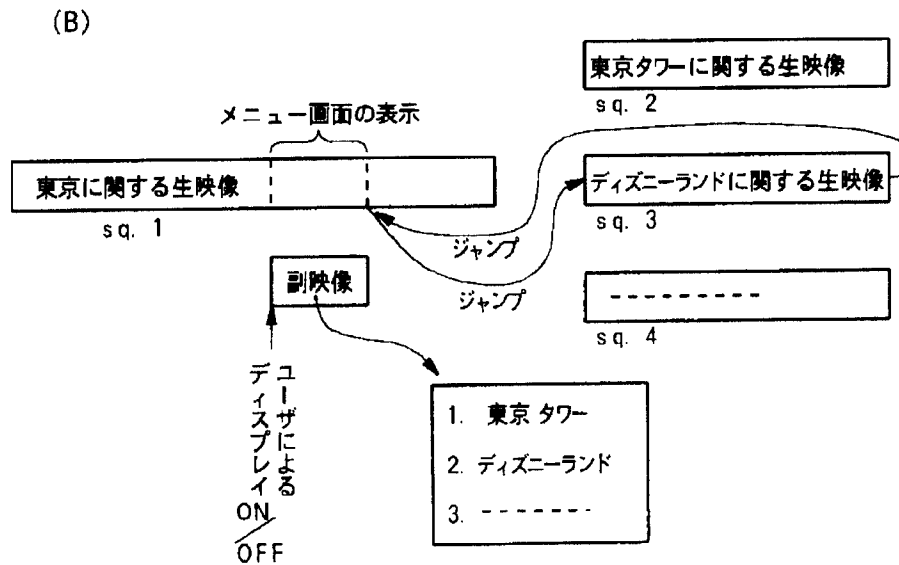 (B)
東京タワーに関する生映像
sq. 2
メニュー画面の表示
東京に関する生映像
sq. 1
ディズニーランドに関する生映像
sq. 3
ジャンプ
ジャンプ
副映像
sq. 4
ユーザによる
ディスプレイ
ON/OFF
1. 東京タワー
2. ディズニーランド
3. -------